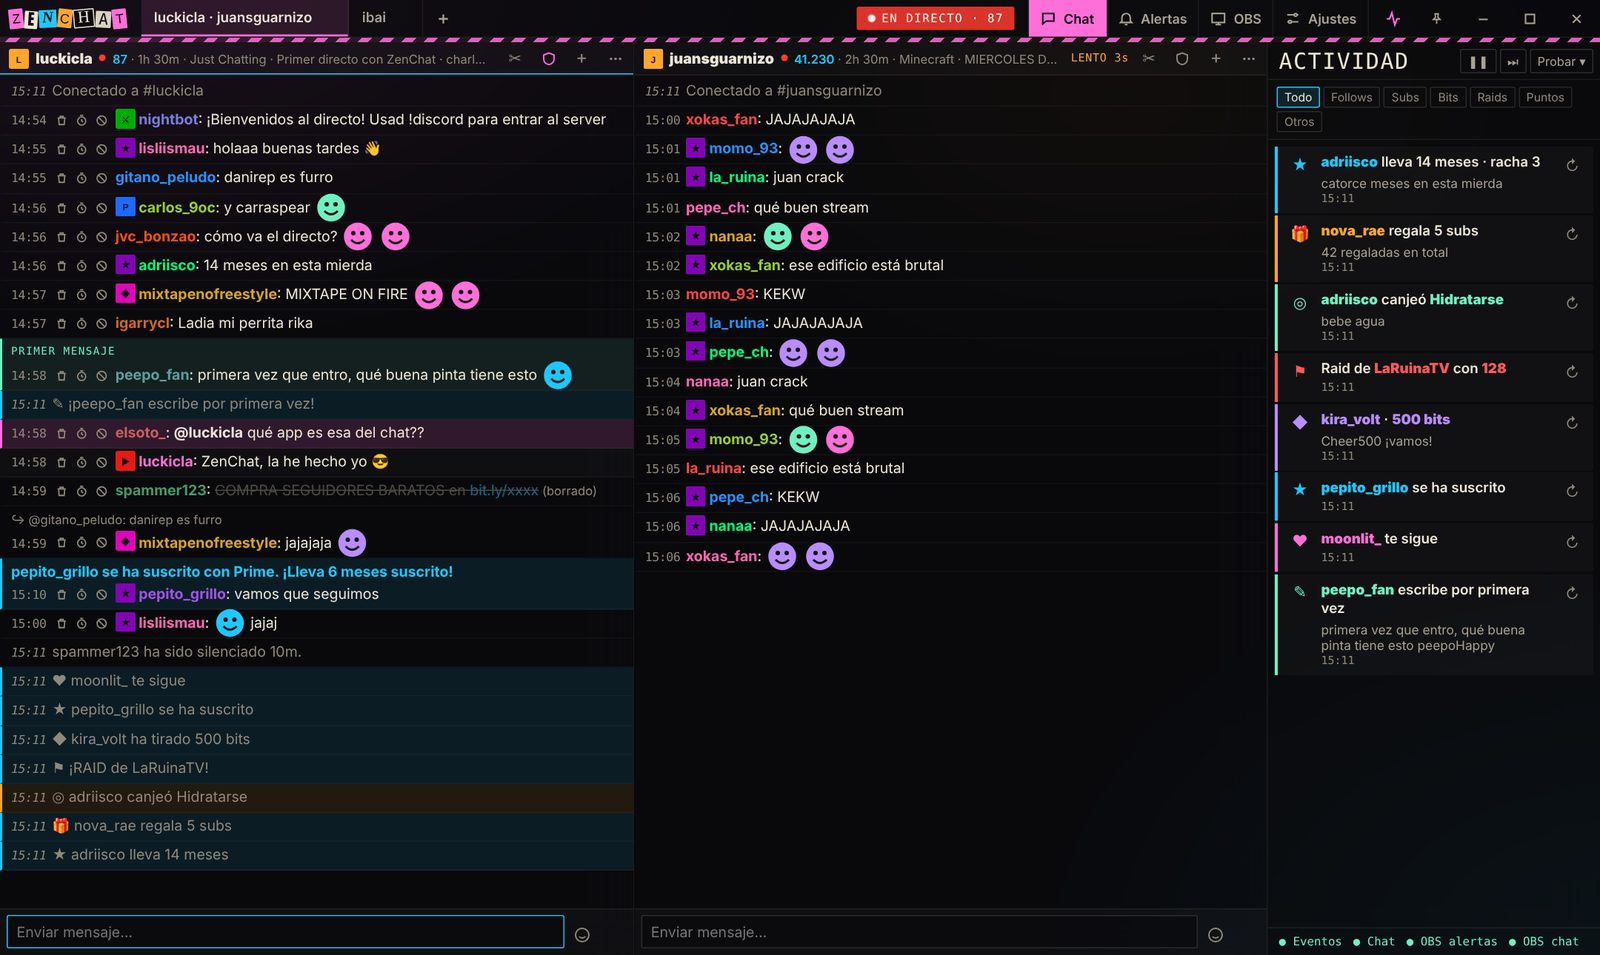 ZENCHAT
luckicla · juansguarnizo
ibai
+
EN DIRECTO · 87
Chat
Alertas
OBS
Ajustes
L luckicla 87 · 1h 30m · Just Chatting · Primer directo con ZenChat · charl...
15:11 Conectado a #luckicla
14:54 nightbot: ¡Bienvenidos al directo! Usad !discord para entrar al server
14:55 lisliismau: holaaa buenas tardes 👋
14:55 gitano_peludo: danirep es furro
14:56 P carlos_9oc: y carraspear
14:56 jvc_bonzao: cómo va el directo?
14:56 adriisco: 14 meses en esta mierda
14:57 mixtapenofreestyle: MIXTAPE ON FIRE
14:57 igarrycl: Ladia mi perrita rika
PRIMER MENSAJE
14:58 peepo_fan: primera vez que entro, qué buena pinta tiene esto
15:11 ✎ ¡peepo_fan escribe por primera vez!
14:58 elsoto_: @luckicla qué app es esa del chat??
14:58 luckicla: ZenChat, la he hecho yo 😎
14:59 spammer123: COMPRA SEGUIDORES BARATOS en bit.ly/xxxx (borrado)
↪ @gitano_peludo: danirep es furro
14:59 mixtapenofreestyle: jajajaja
pepito_grillo se ha suscrito con Prime. ¡Lleva 6 meses suscrito!
15:10 pepito_grillo: vamos que seguimos
15:00 lisliismau: jajaj
15:11 spammer123 ha sido silenciado 10m.
15:11 ♥ moonlit_ te sigue
15:11 ★ pepito_grillo se ha suscrito
15:11 ◆ kira_volt ha tirado 500 bits
15:11 ⚑ ¡RAID de LaRuinaTV!
15:11 ◎ adriisco canjeó Hidratarse
15:11 🎁 nova_rae regala 5 subs
15:11 ★ adriisco lleva 14 meses
Enviar mensaje...
J juansguarnizo 41.230 · 2h 30m · Minecraft · MIERCOLES D... LENTO 3s
15:11 Conectado a #juansguarnizo
15:00 xokas_fan: JAJAJAJAJA
15:01 momo_93:
15:01 la_ruina: juan crack
15:01 pepe_ch: qué buen stream
15:02 nanaa:
15:02 xokas_fan: ese edificio está brutal
15:03 momo_93: KEKW
15:03 la_ruina: JAJAJAJAJA
15:03 pepe_ch:
15:04 nanaa: juan crack
15:04 xokas_fan: qué buen stream
15:05 momo_93:
15:05 la_ruina: ese edificio está brutal
15:06 pepe_ch: KEKW
15:06 nanaa: JAJAJAJAJA
15:06 xokas_fan:
Enviar mensaje...
ACTIVIDAD
Probar ▾
Todo Follows Subs Bits Raids Puntos
Otros
★ adriisco lleva 14 meses · racha 3
catorce meses en esta mierda
15:11
🎁 nova_rae regala 5 subs
42 regaladas en total
15:11
◎ adriisco canjeó Hidratarse
bebe agua
15:11
⚑ Raid de LaRuinaTV con 128
15:11
◆ kira_volt · 500 bits
Cheer500 ¡vamos!
15:11
★ pepito_grillo se ha suscrito
15:11
♥ moonlit_ te sigue
15:11
✎ peepo_fan escribe por primera
vez
primera vez que entro, qué buena
pinta tiene esto peepoHappy
15:11
Eventos Chat OBS alertas OBS chat